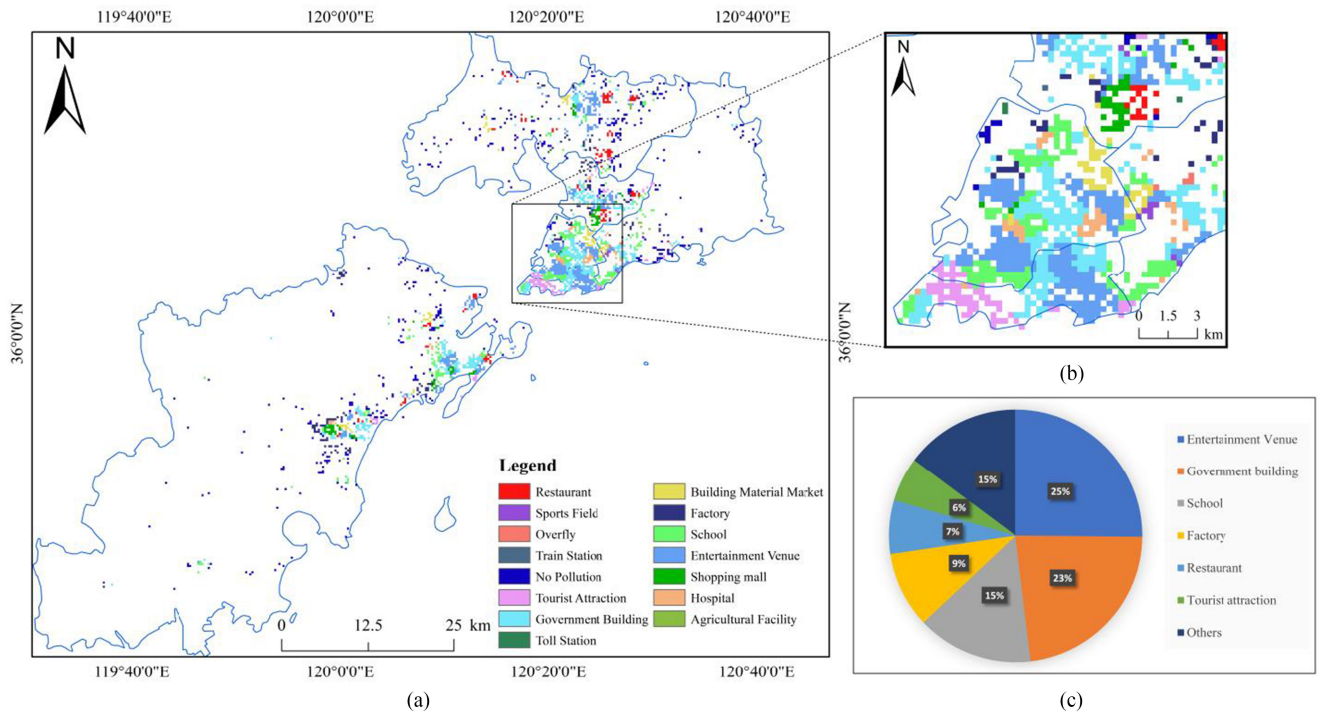 119°40'0"E 120°0'0"E 120°20'0"E 120°40'0"E
N
N
36°0'0"N
36°0'0"N
0 1.5 3
km
(b)
Legend
Restaurant
Sports Field
Overfly
Train Station
No Pollution
Tourist Attraction
Government Building
Toll Station
Building Material Market
Factory
School
Entertainment Venue
Shopping mall
Hospital
Agricultural Facility
0 12.5 25 km
119°40'0"E 120°0'0"E 120°20'0"E 120°40'0"E
(a)
15%
25%
6%
7%
9%
15%
23%
Entertainment Venue
Government building
School
Factory
Restaurant
Tourist attraction
Others
(c)